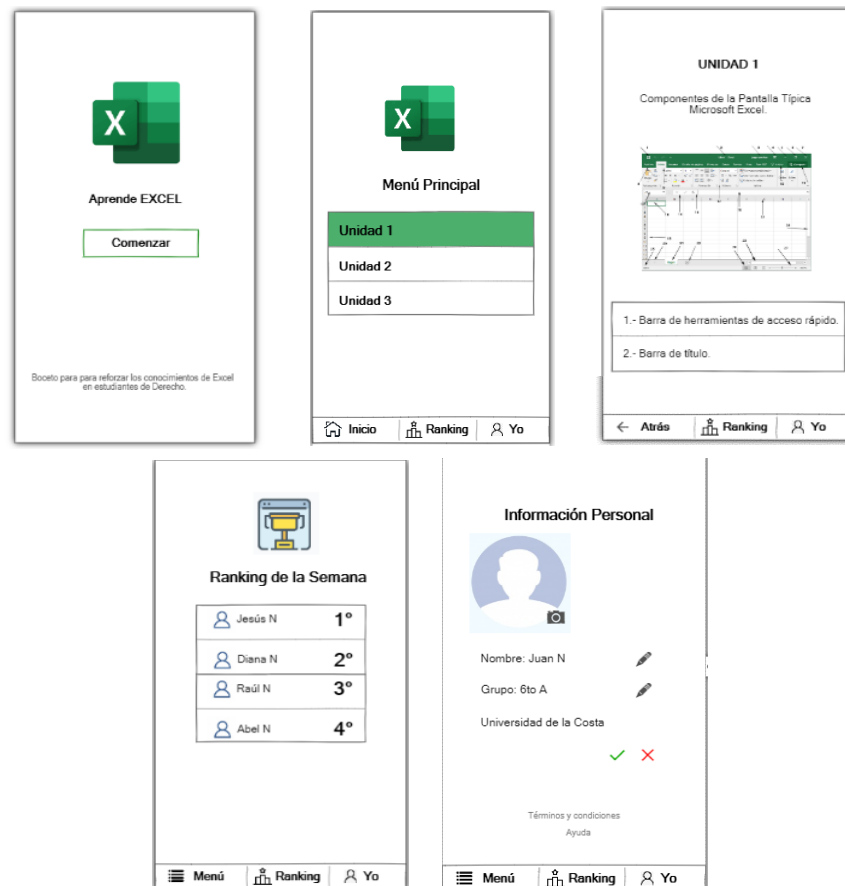 X
Aprende EXCEL
Comenzar
Boceto para para reforzar los conocimientos de Excel
en estudiantes de Derecho.
X
Menú Principal
Unidad 1
Unidad 2
Unidad 3
Inicio
Ranking
Yo
UNIDAD 1
Componentes de la Pantalla Típica
Microsoft Excel.
1.- Barra de herramientas de acceso rápido.
2.- Barra de título.
Atrás
Ranking
Yo
Ranking de la Semana
Jesús N 1°
Diana N 2°
Raúl N 3°
Abel N 4°
Menú
Ranking
Yo
Información Personal
Nombre: Juan N
Grupo: 6to A
Universidad de la Costa
Términos y condiciones
Ayuda
Menú
Ranking
Yo